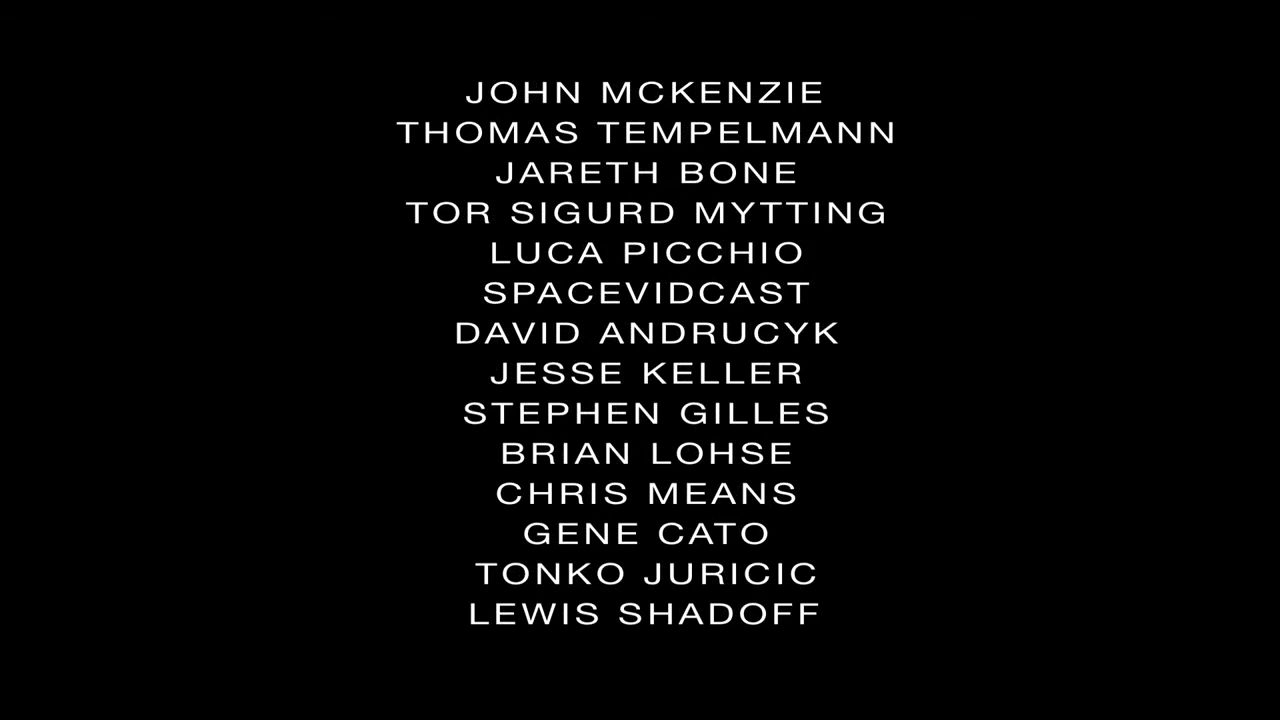 JOHN MCKENZIE
THOMAS TEMPELMANN
JARETH BONE
TOR SIGURD MYTTING
LUCA PICCHIO
SPACEVIDCAST
DAVID ANDRUCYK
JESSE KELLER
STEPHEN GILLES
BRIAN LOHSE
CHRIS MEANS
GENE CATO
TONKO JURICIC
LEWIS SHADOFF